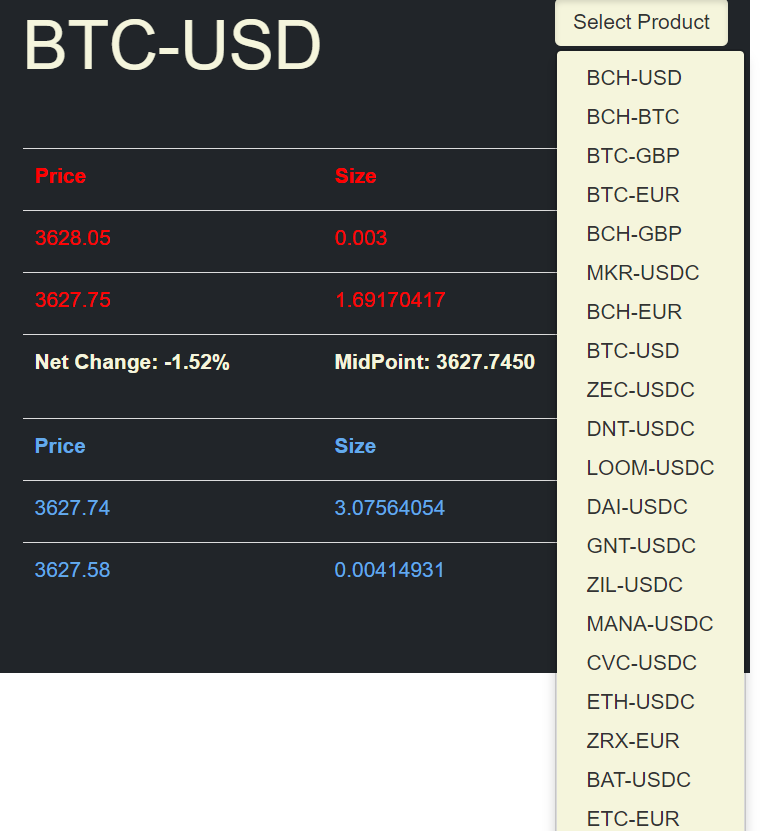 BTC-USD
Select Product
Price Size
3628.05 0.003
3627.75 1.69170417
Net Change: -1.52% MidPoint: 3627.7450
Price Size
3627.74 3.07564054
3627.58 0.00414931
BCH-USD
BCH-BTC
BTC-GBP
BTC-EUR
BCH-GBP
MKR-USDC
BCH-EUR
BTC-USD
ZEC-USDC
DNT-USDC
LOOM-USDC
DAI-USDC
GNT-USDC
ZIL-USDC
MANA-USDC
CVC-USDC
ETH-USDC
ZRX-EUR
BAT-USDC
ETC-EUR